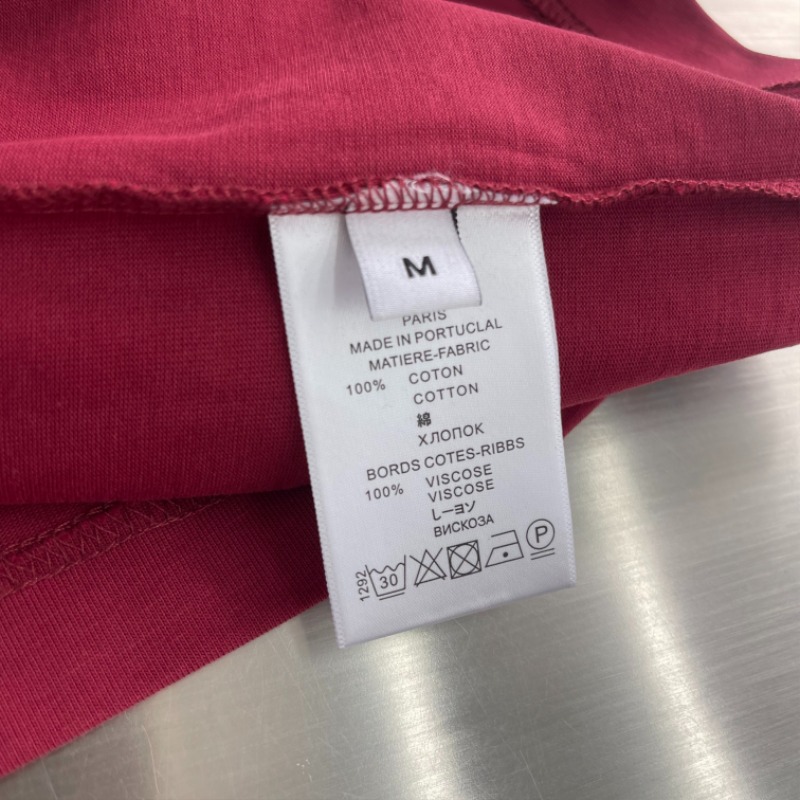 M
PARIS
MADE IN PORTUCLAL
MATIERE-FABRIC
100% COTON
COTTON
綿
ХЛОПОК
BORDS COTES-RIBBS
100% VISCOSE
VISCOSE
レーヨン
ВИСКОЗА
1292
30
P